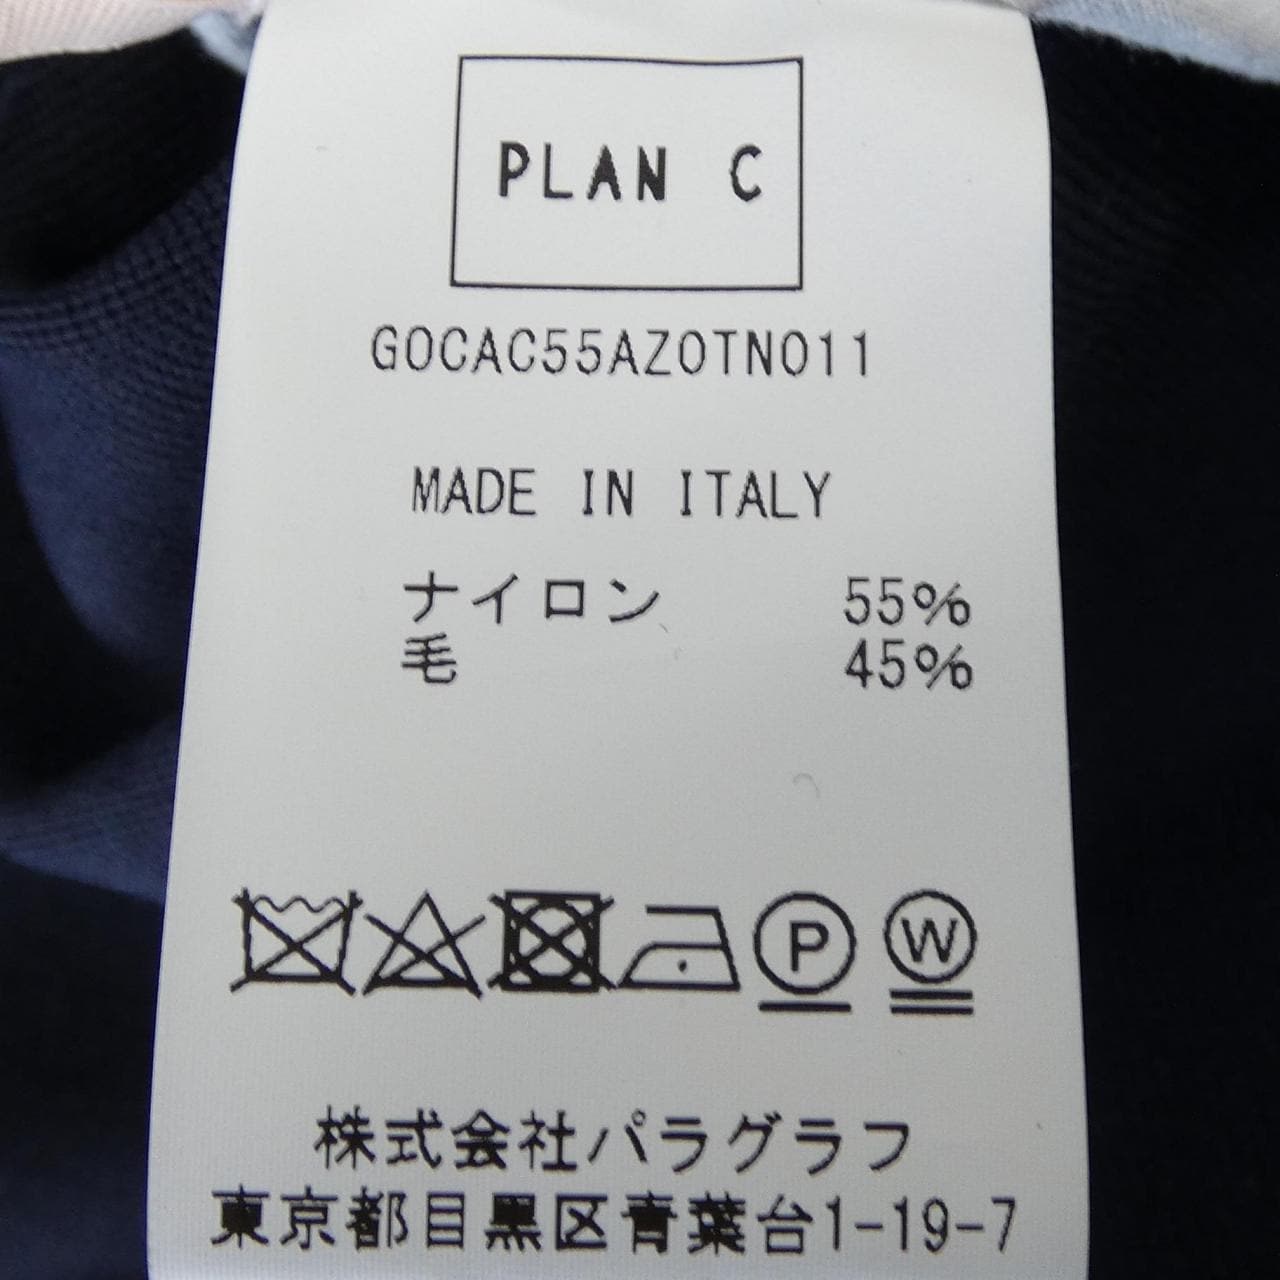 PLAN C
GOCAC55AZOTNO11
MADE IN ITALY
ナイロン 55%
毛 45%
P W
株式会社パラグラフ
東京都目黒区青葉台1-19-7